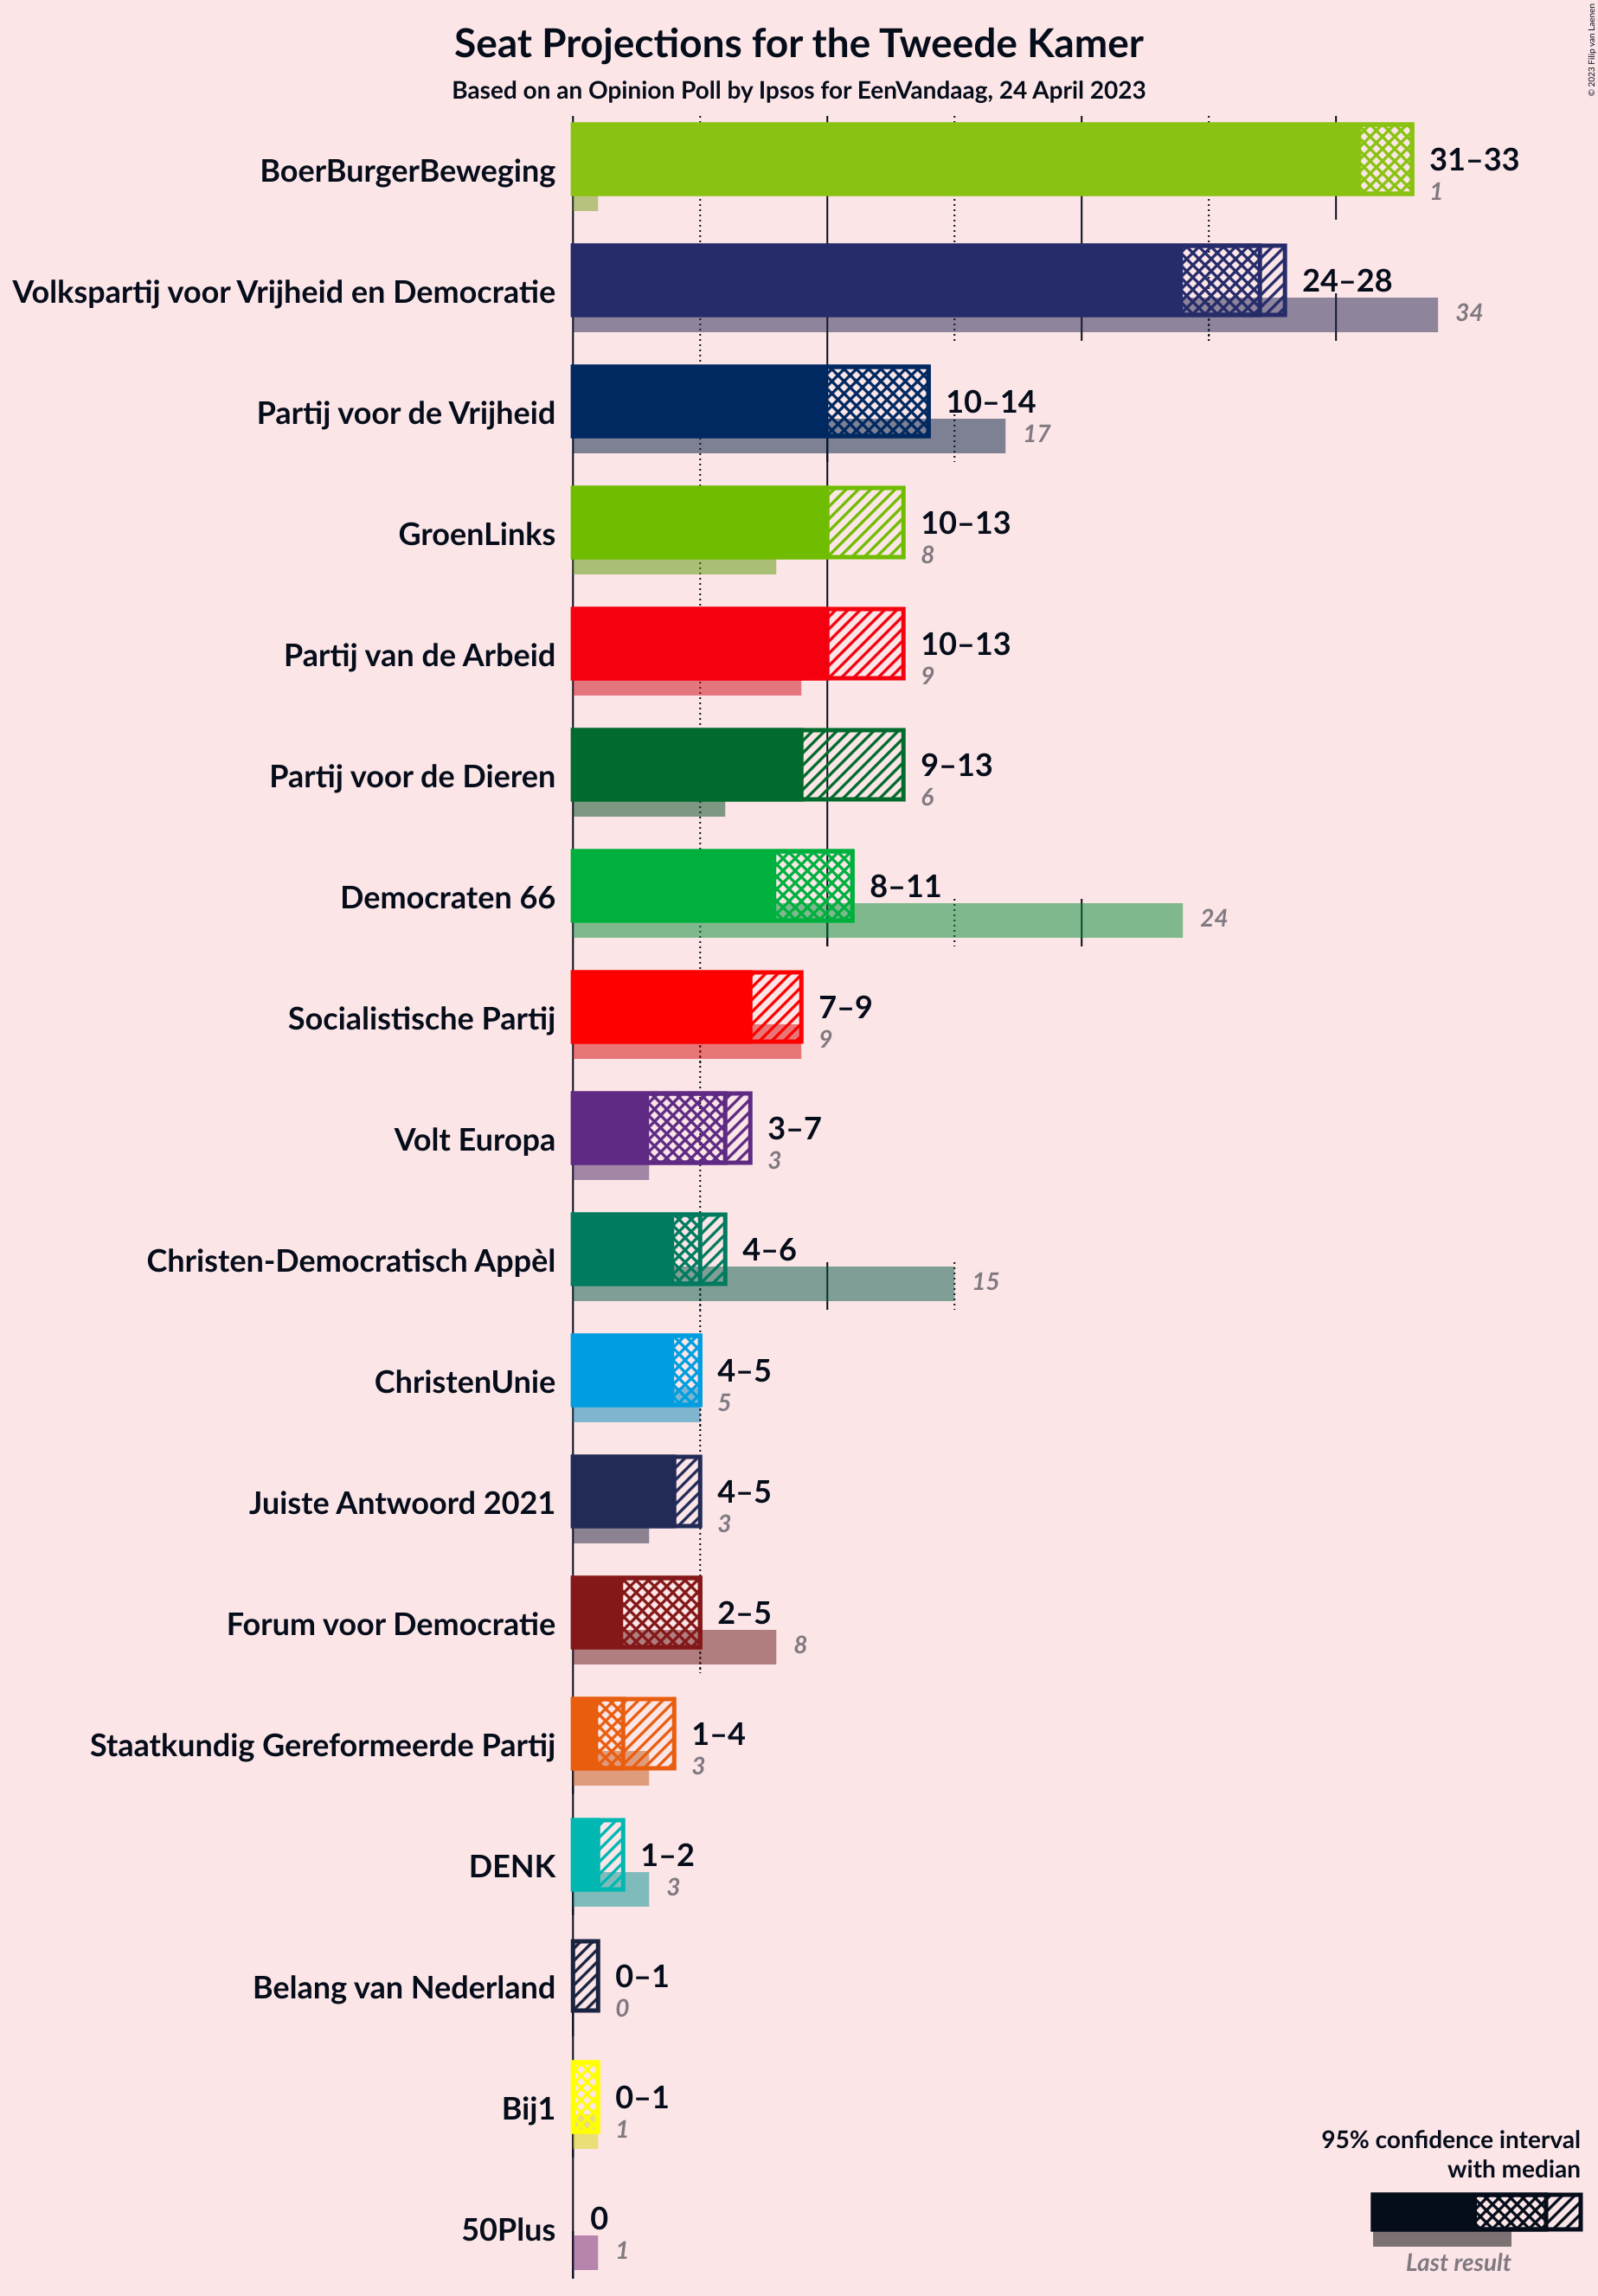 Seat Projections for the Tweede Kamer
Based on an Opinion Poll by Ipsos for EenVandaag, 24 April 2023
© 2023 Filip van Laenen
BoerBurgerBeweging
31–33
1
Volkspartij voor Vrijheid en Democratie
24–28
34
Partij voor de Vrijheid
10–14
17
GroenLinks
10–13
8
Partij van de Arbeid
10–13
9
Partij voor de Dieren
9–13
6
Democraten 66
8–11
24
Socialistische Partij
7–9
9
Volt Europa
3–7
3
Christen-Democratisch Appèl
4–6
15
ChristenUnie
4–5
5
Juiste Antwoord 2021
4–5
3
Forum voor Democratie
2–5
8
Staatkundig Gereformeerde Partij
1–4
3
DENK
1–2
3
Belang van Nederland
0–1
0
Bij1
0–1
1
50Plus
0
1
95% confidence interval
with median
Last result